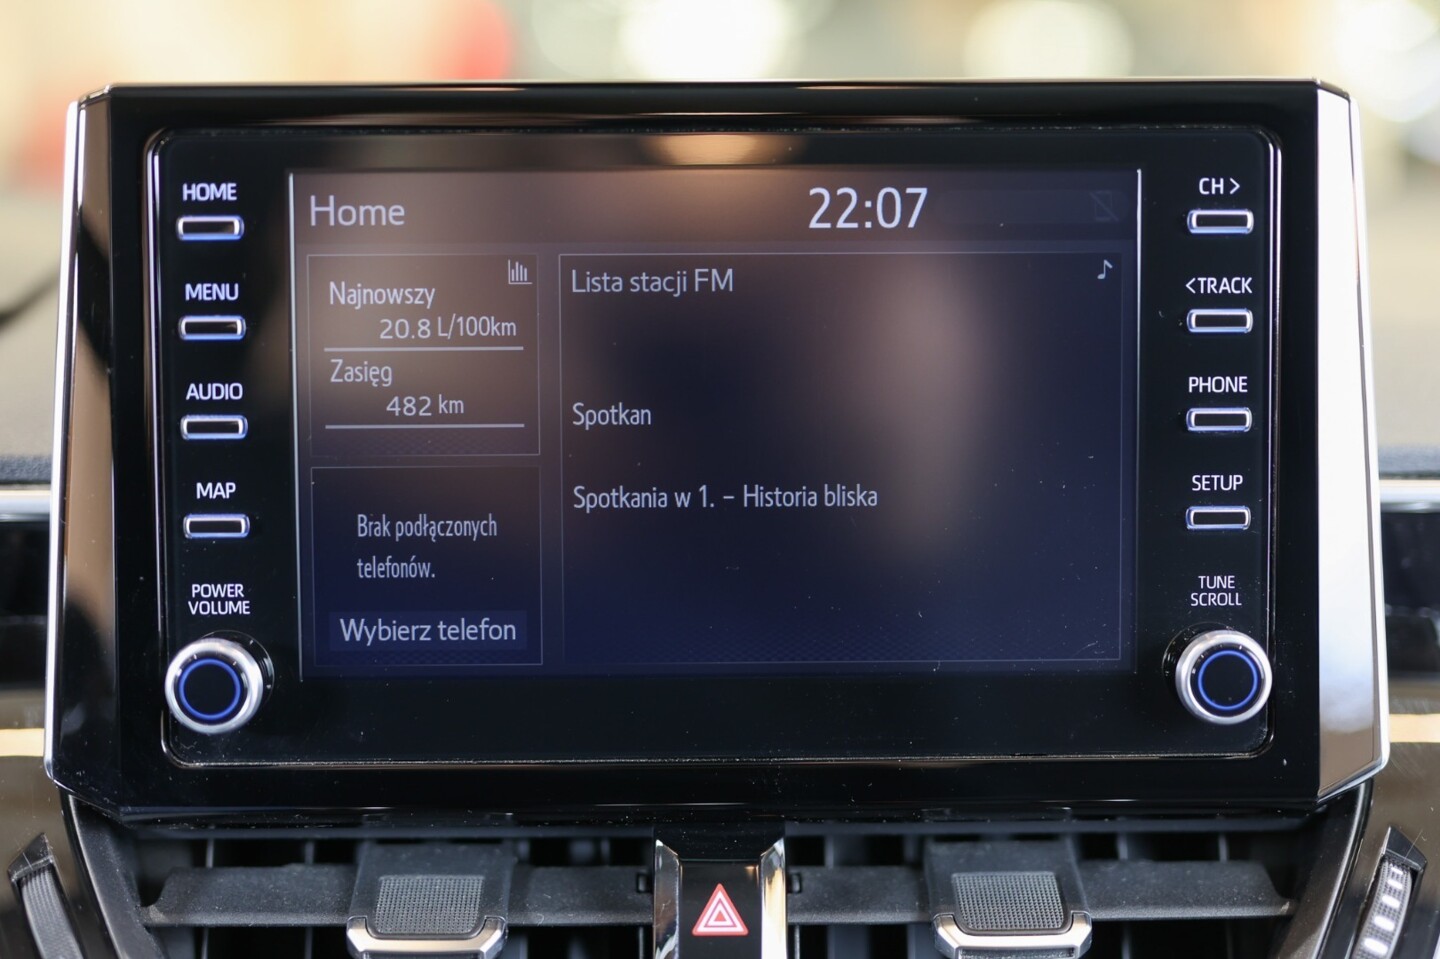 HOME
MENU
AUDIO
MAP
POWER
VOLUME
Home
22:07
Najnowszy
20.8 L/100km
Zasięg
482 km
Brak podłączonych
telefonów.
Wybierz telefon
Lista stacji FM
Spotkan
Spotkania w 1. – Historia bliska
CH >
<TRACK
PHONE
SETUP
TUNE
SCROLL